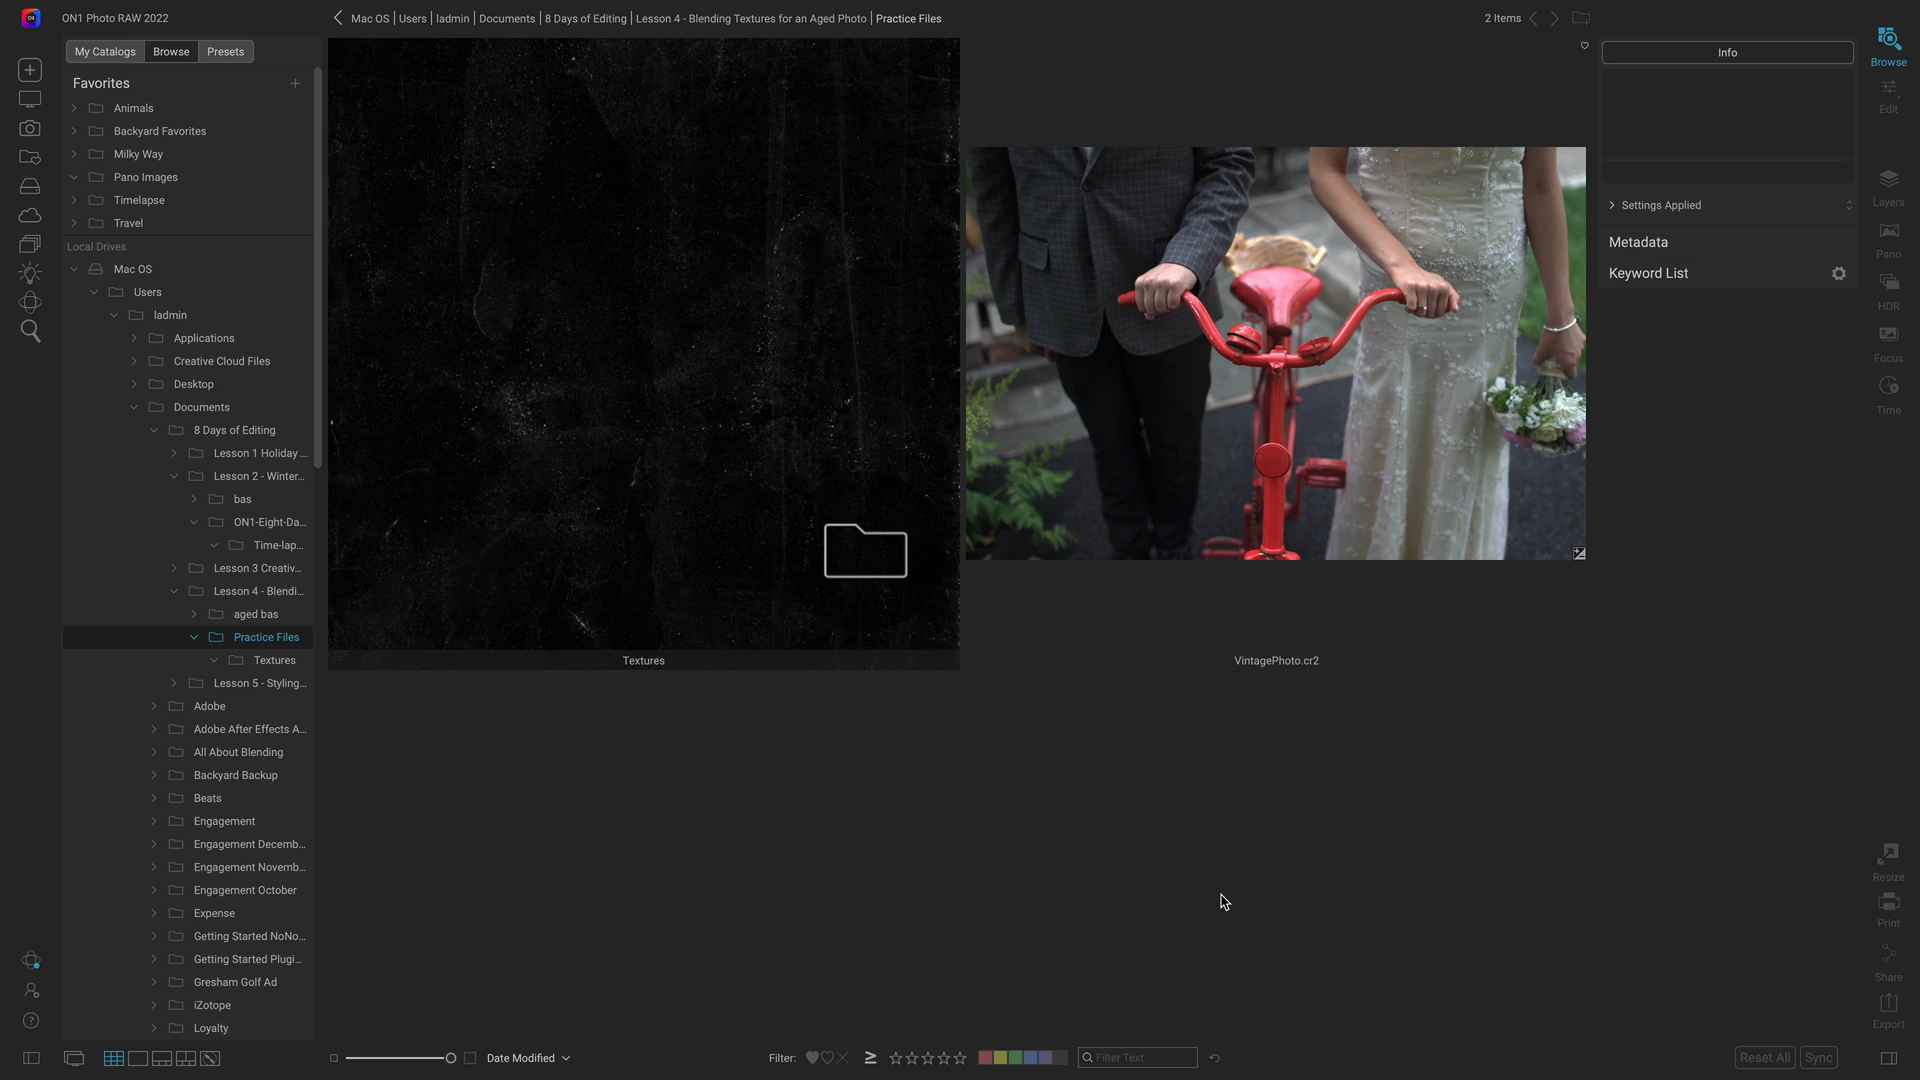 ON1 Photo RAW 2022
Mac OS | Users | ladmin | Documents | 8 Days of Editing | Lesson 4 - Blending Textures for an Aged Photo | Practice Files
2 Items
My Catalogs
Browse
Presets
Favorites
Animals
Backyard Favorites
Milky Way
Pano Images
Timelapse
Travel
Local Drives
Mac OS
Users
ladmin
Applications
Creative Cloud Files
Desktop
Documents
8 Days of Editing
Lesson 1 Holiday ...
Lesson 2 - Winter...
bas
ON1-Eight-Da...
Time-lap...
Lesson 3 Creativ...
Lesson 4 - Blendi...
aged bas
Practice Files
Textures
Lesson 5 - Styling...
Adobe
Adobe After Effects A...
All About Blending
Backyard Backup
Beats
Engagement
Engagement Decemb...
Engagement Novemb...
Engagement October
Expense
Getting Started NoNo...
Getting Started Plugi...
Gresham Golf Ad
iZotope
Loyalty
Textures
VintagePhoto.cr2
Date Modified
Filter:
Filter Text
Info
Settings Applied
Metadata
Keyword List
Reset All
Sync
Browse
Edit
Layers
Pano
HDR
Focus
Time
Resize
Print
Share
Export